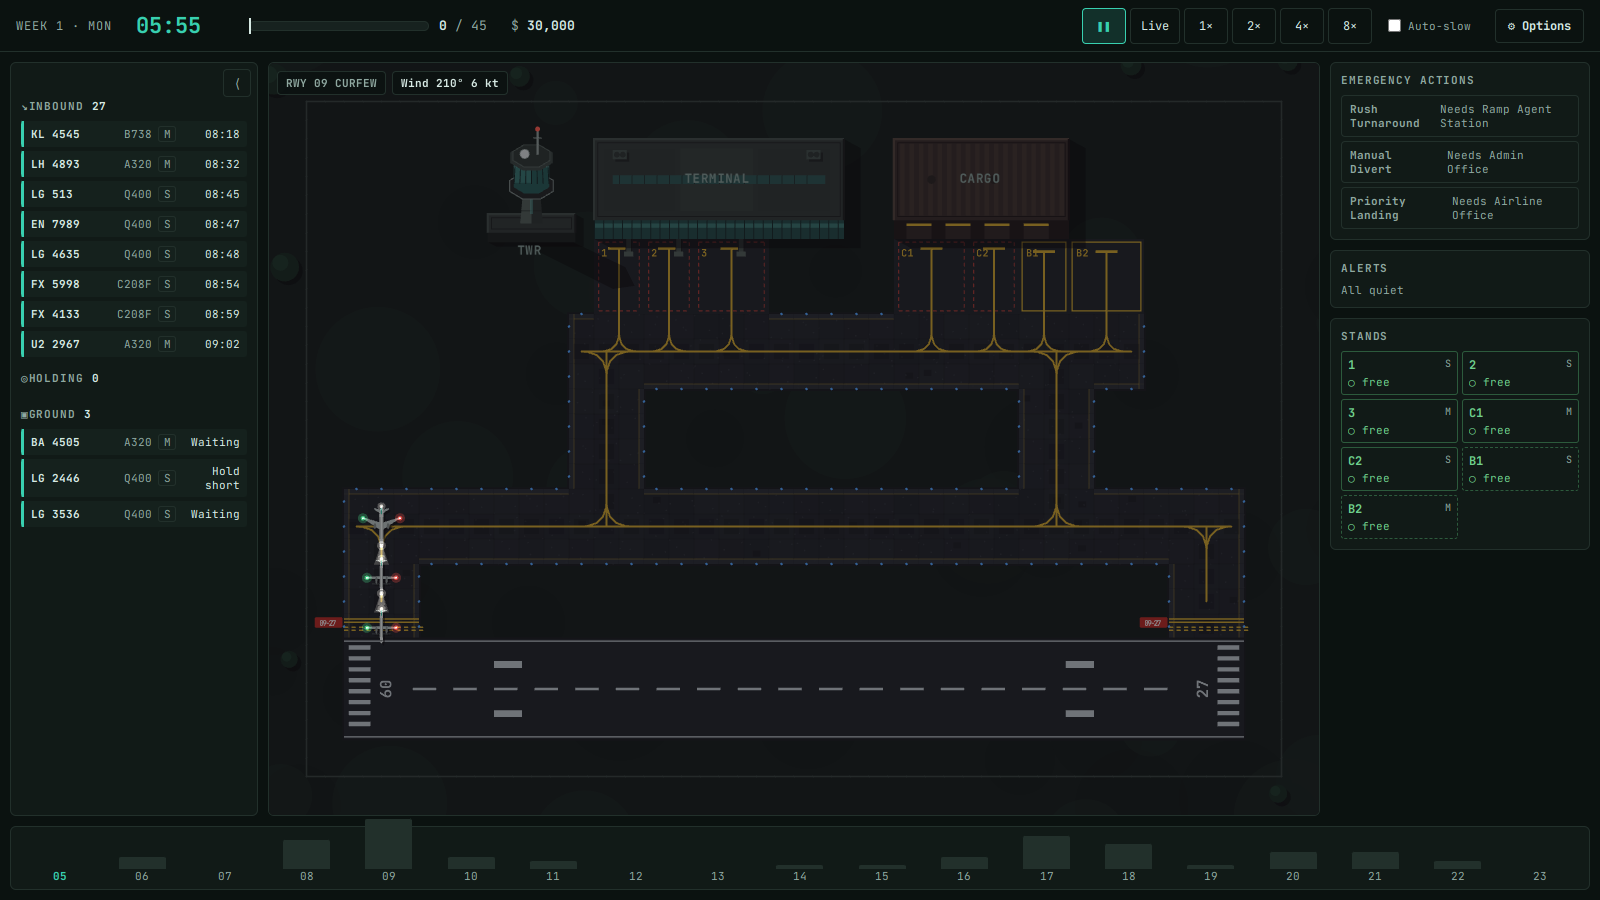 WEEK 1 · MON
05:55
0 / 45
$ 30,000
Live
1×
2×
4×
8×
Auto-slow
⚙ Options
⟨
↘INBOUND 27
KL 4545 B738 M 08:18
LH 4893 A320 M 08:32
LG 513 Q400 S 08:45
EN 7989 Q400 S 08:47
LG 4635 Q400 S 08:48
FX 5998 C208F S 08:54
FX 4133 C208F S 08:59
U2 2967 A320 M 09:02
◎HOLDING 0
▣GROUND 3
BA 4505 A320 M Waiting
LG 2446 Q400 S Hold short
LG 3536 Q400 S Waiting
RWY 09 CURFEW
Wind 210° 6 kt
TERMINAL
CARGO
TWR
1
2
3
C1
C2
B1
B2
09-27
09-27
09
27
EMERGENCY ACTIONS
Rush Turnaround
Needs Ramp Agent Station
Manual Divert
Needs Admin Office
Priority Landing
Needs Airline Office
ALERTS
All quiet
STANDS
1 S
○ free
2 S
○ free
3 M
○ free
C1 M
○ free
C2 S
○ free
B1 S
○ free
B2 M
○ free
05 06 07 08 09 10 11 12 13 14 15 16 17 18 19 20 21 22 23